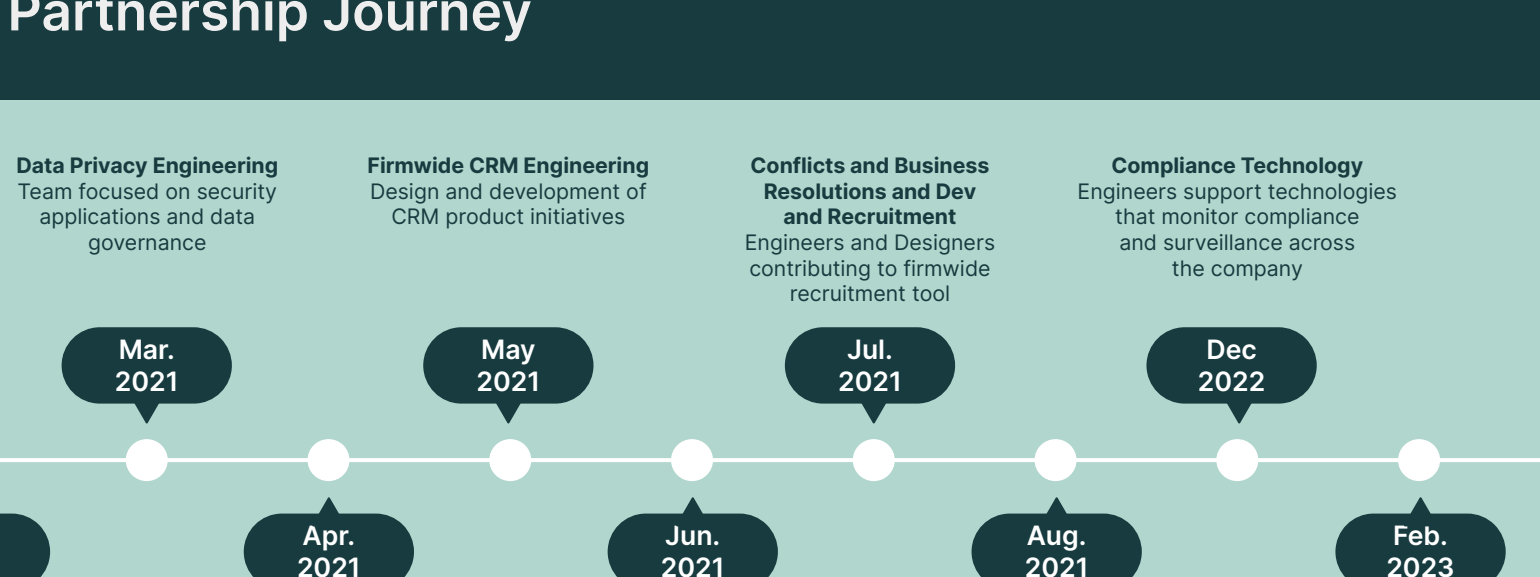 Partnership Journey
Data Privacy Engineering
Team focused on security
applications and data
governance
Firmwide CRM Engineering
Design and development of
CRM product initiatives
Conflicts and Business
Resolutions and Dev
and Recruitment
Engineers and Designers
contributing to firmwide
recruitment tool
Compliance Technology
Engineers support technologies
that monitor compliance
and surveillance across
the company
Mar.
2021
May
2021
Jul.
2021
Dec
2022
Apr.
2021
Jun.
2021
Aug.
2021
Feb.
2023